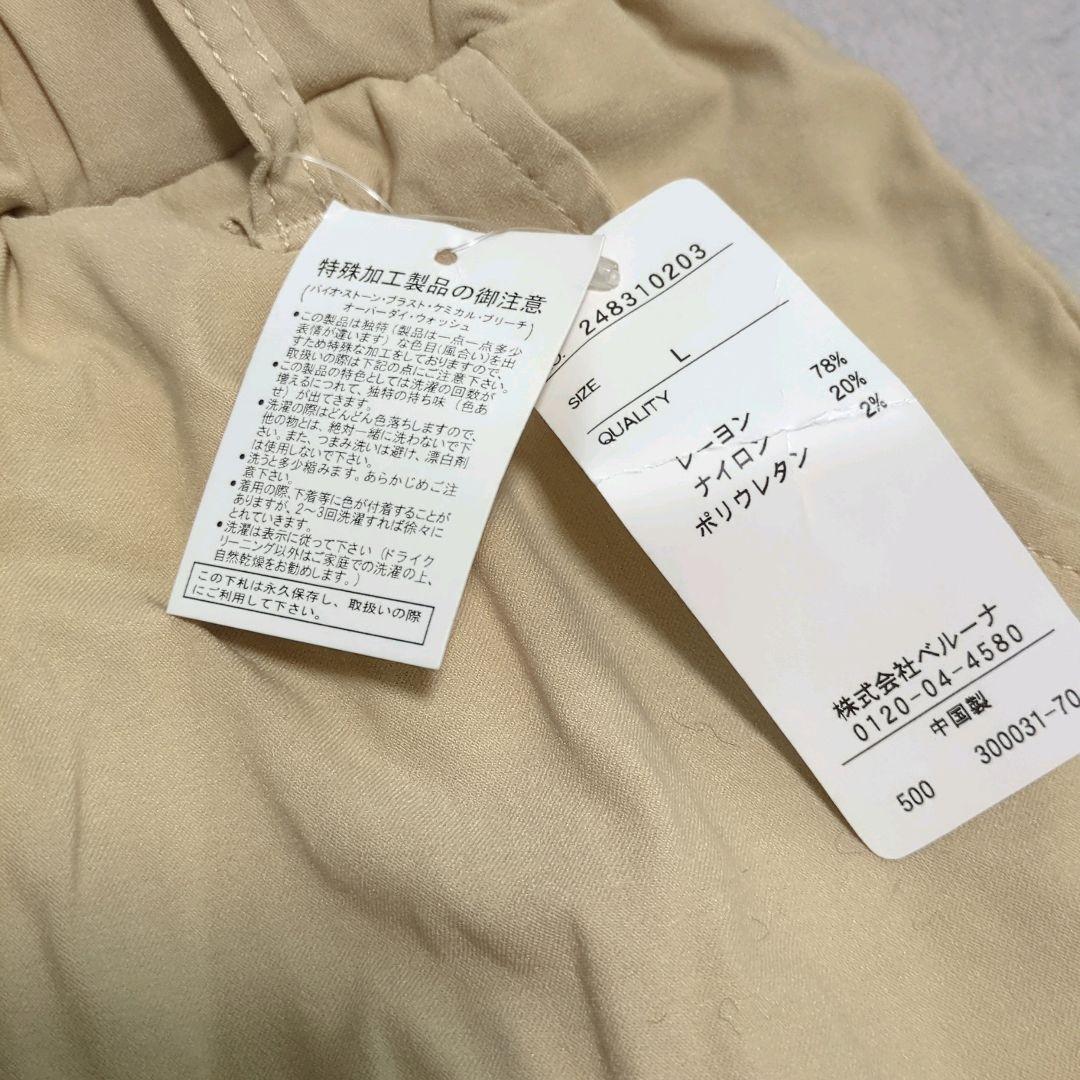 特殊加工製品の御注意
(バイオ・ストーン・ブラスト・ケミカル・ブリーチ
オーバーダイ・ウォッシュ)
●この製品は独特(製品は一点一点多少
表情が違います)な色目(風合い)を出
すため特殊な加工をしておりますので、
取扱いの際は下記の点にご注意下さい。
●この製品の特色としては洗濯の回数が
増えるにつれて、独特の持ち味(色あ
せ)が出てきます。
●洗濯の際はどんどん色落ちしますので、
他の物とは、絶対一緒に洗わないで下
さい。また、つまみ洗いは避け、漂白剤
は使用しないで下さい。
●洗うと多少縮みます。あらかじめご注
意下さい。
●着用の際、下着等に色が付着することが
ありますが、2~3回洗濯すれば徐々に
とれていきます。
●洗濯は表示に従って下さい(ドライク
リーニング以外はご家庭での洗濯の上、
自然乾燥をお勧めします。)
この下札は永久保存し、取扱いの際
にご利用して下さい。
248310203
SIZE L
QUALITY
レーヨン 78%
ナイロン 20%
ポリウレタン 2%
株式会社ベルーナ
0120-04-4580
中国製
500 300031-70